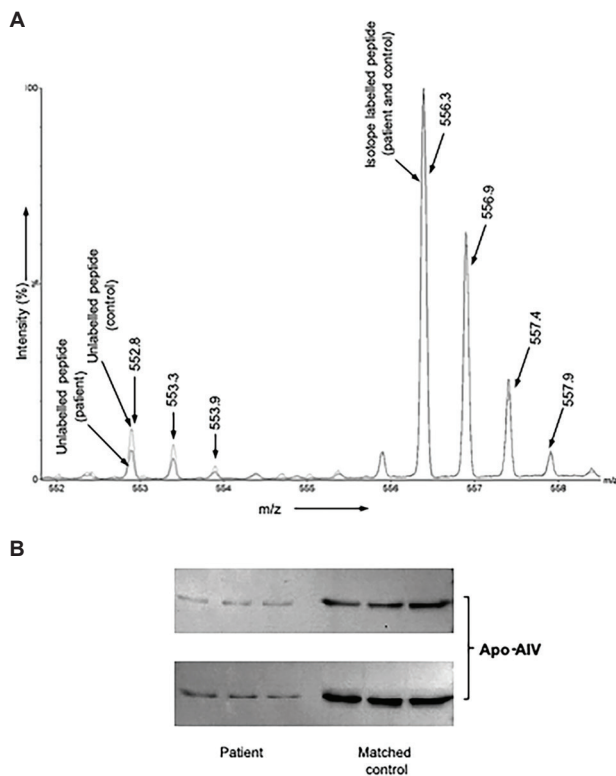 A
Intensity (%)
100
0
Unlabelled peptide
(patient)
Unlabelled peptide
(control)
552.8
553.3
553.9
Isotope labelled peptide
(patient and control)
556.3
556.9
557.4
557.9
552
553
554
555
556
557
558
m/z
m/z
B
Apo-AIV
Patient
Matched
control